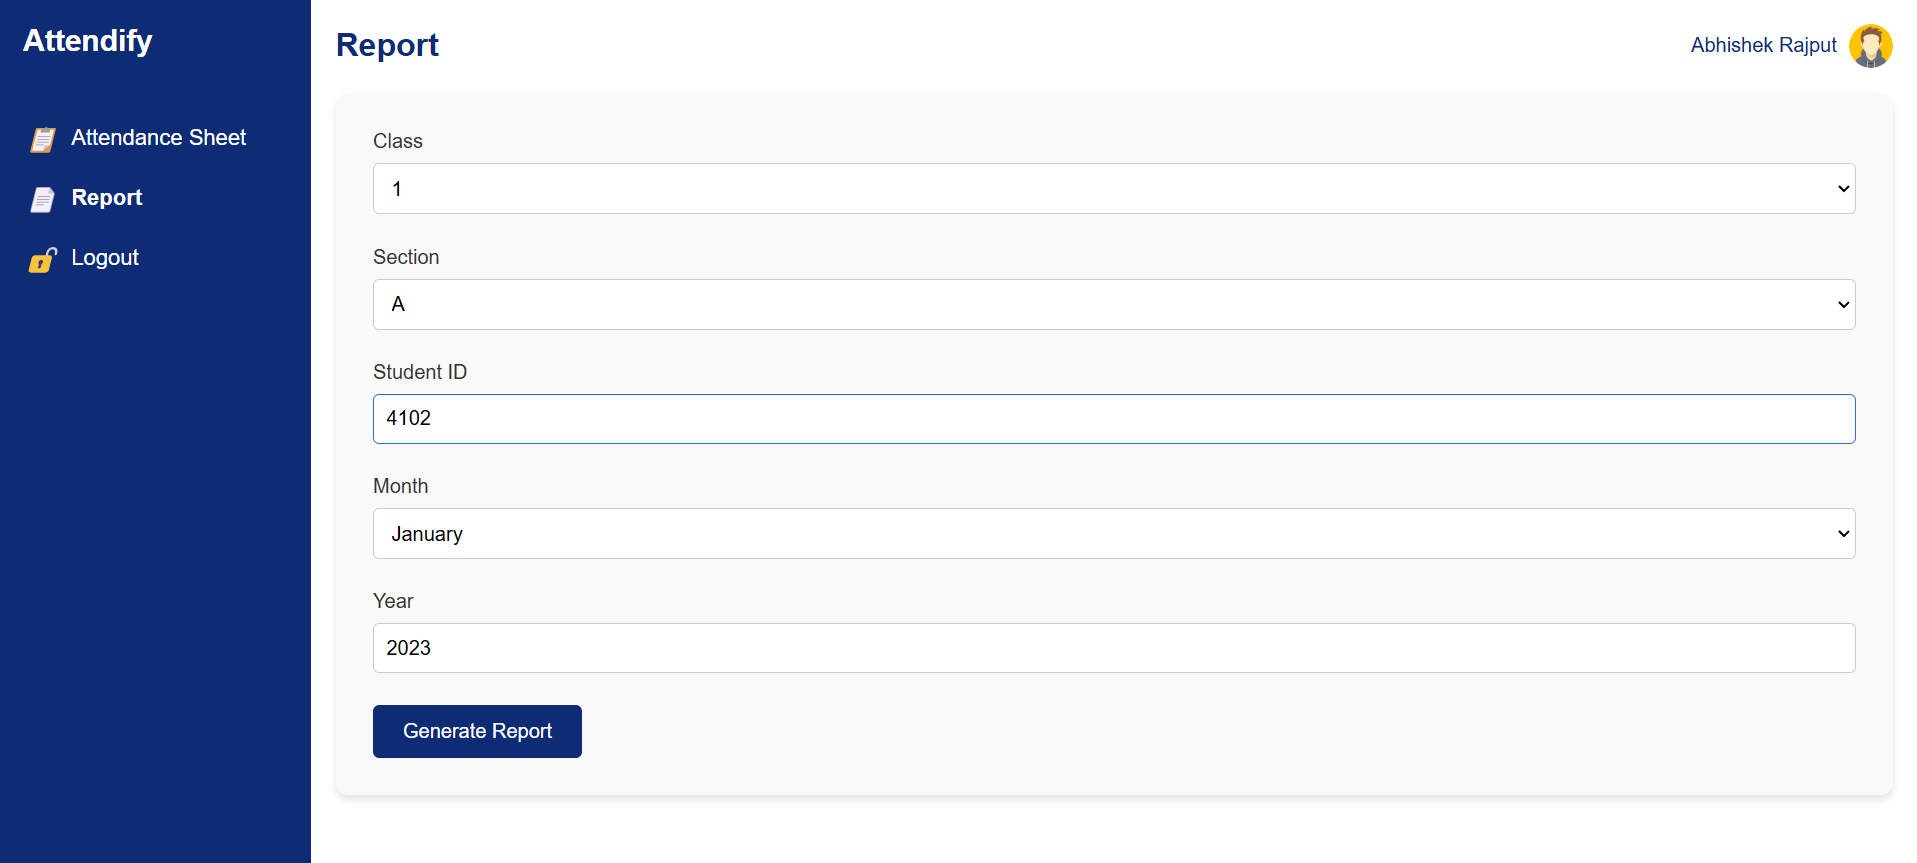 Attendify
Attendance Sheet
Report
Logout
Report
Abhishek Rajput
Class
1
Section
A
Student ID
4102
Month
January
Year
2023
Generate Report